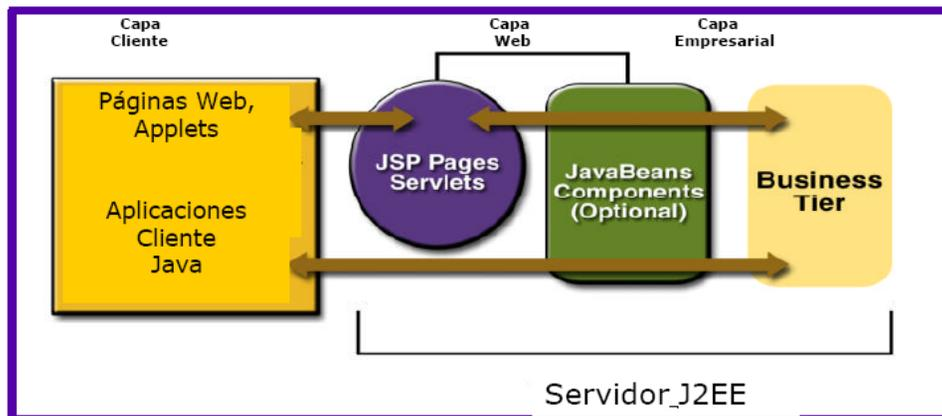 Capa
Cliente
Capa
Web
Capa
Empresarial
Páginas Web,
Applets
Aplicaciones
Cliente
Java
JSP Pages
Servlets
JavaBeans
Components
(Optional)
Business
Tier
Servidor J2EE